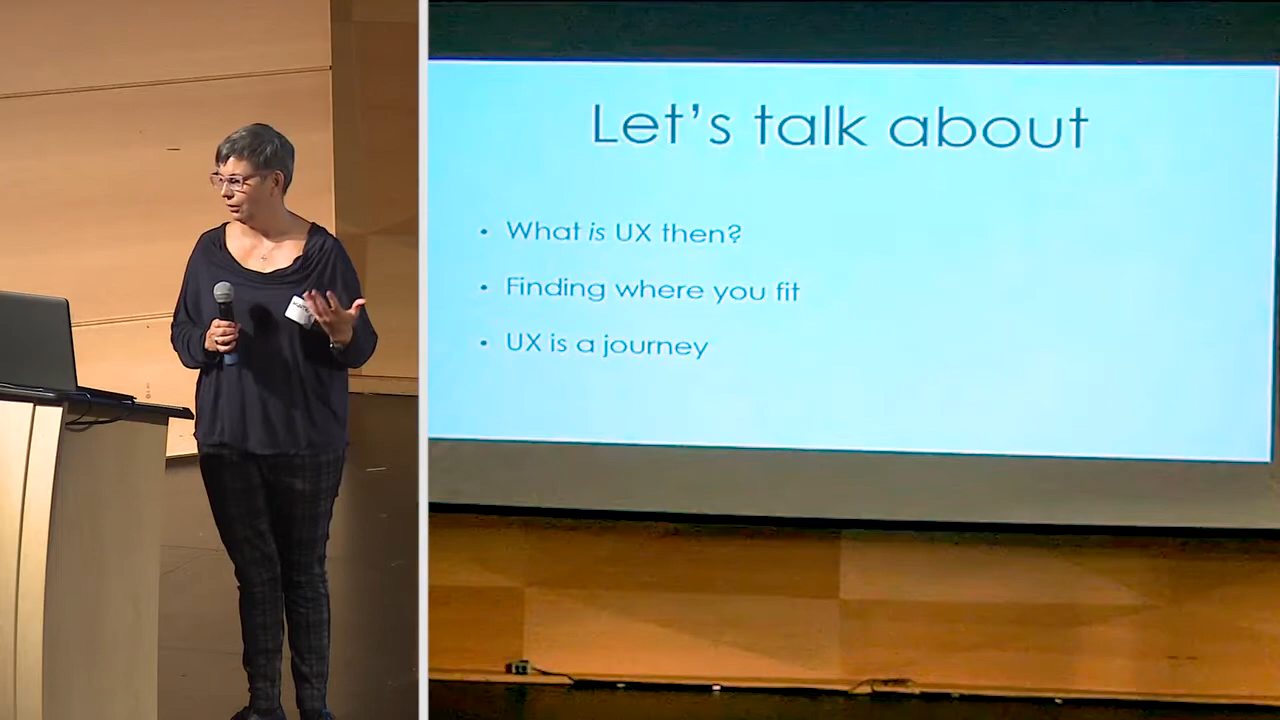 Let's talk about
• What is UX then?
• Finding where you fit
• UX is a journey